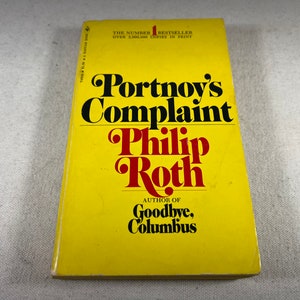 THE NUMBER 1 BESTSELLER
Portnoy's
Complaint
Philip
Roth
AUTHOR OF
Goodbye,
Columbus